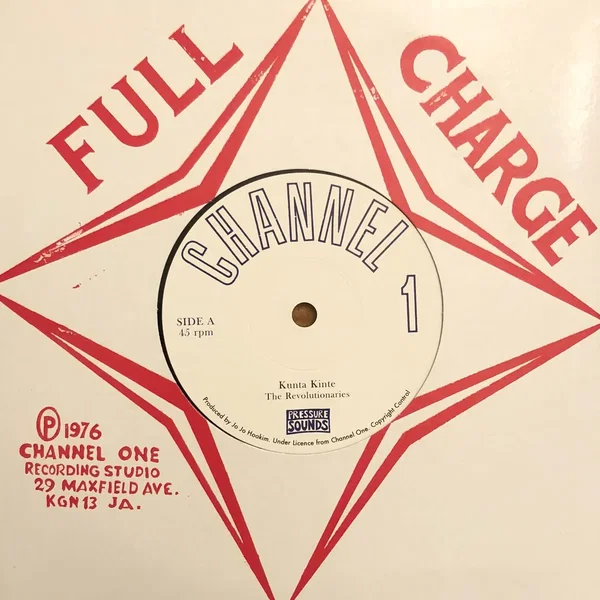 FULL CHARGE
CHANNEL 1
SIDE A
45 rpm
Kunta Kinte
The Revolutionaries
PRESSURE
SOUNDS
Produced by Jo Jo Hookim. Under Licence from Channel One. Copyright Control
℗ 1976
CHANNEL ONE
RECORDING STUDIO
29 MAXFIELD AVE.
KGN 13 JA.